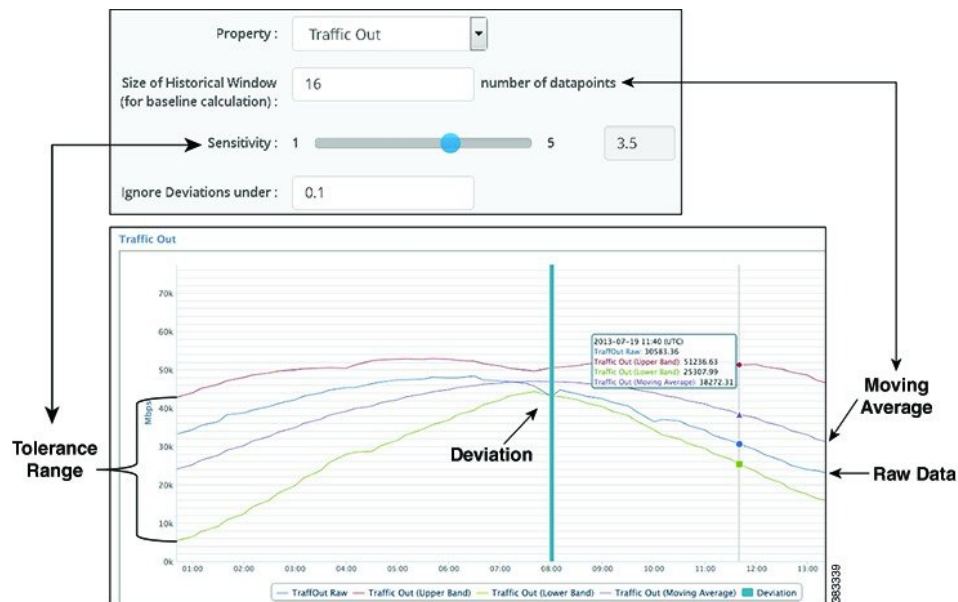 Property :
Traffic Out
Size of Historical Window
(for baseline calculation) :
16
number of datapoints
Sensitivity :
1
5
3.5
Ignore Deviations under :
0.1
Traffic Out
70k
60k
50k
40k
30k
20k
10k
0k
Mbps
2013-07-19 11:40 (UTC)
TraffOut Raw: 30583.36
Traffic Out (Upper Band) 51236.63
Traffic Out (Lower Band) 25307.99
Traffic Out (Moving Average) 38272.31
Deviation
Tolerance
Range
Moving
Average
Raw Data
01:00 02:00 03:00 04:00 05:00 06:00 07:00 08:00 09:00 10:00 11:00 12:00 13:00
TraffOut Raw Traffic Out (Upper Band) Traffic Out (Lower Band) Traffic Out (Moving Average) Deviation
383339